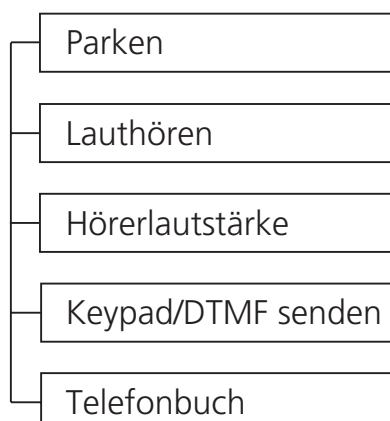 Parken
Lauthören
Hörerlautstärke
Keypad/DTMF senden
Telefonbuch